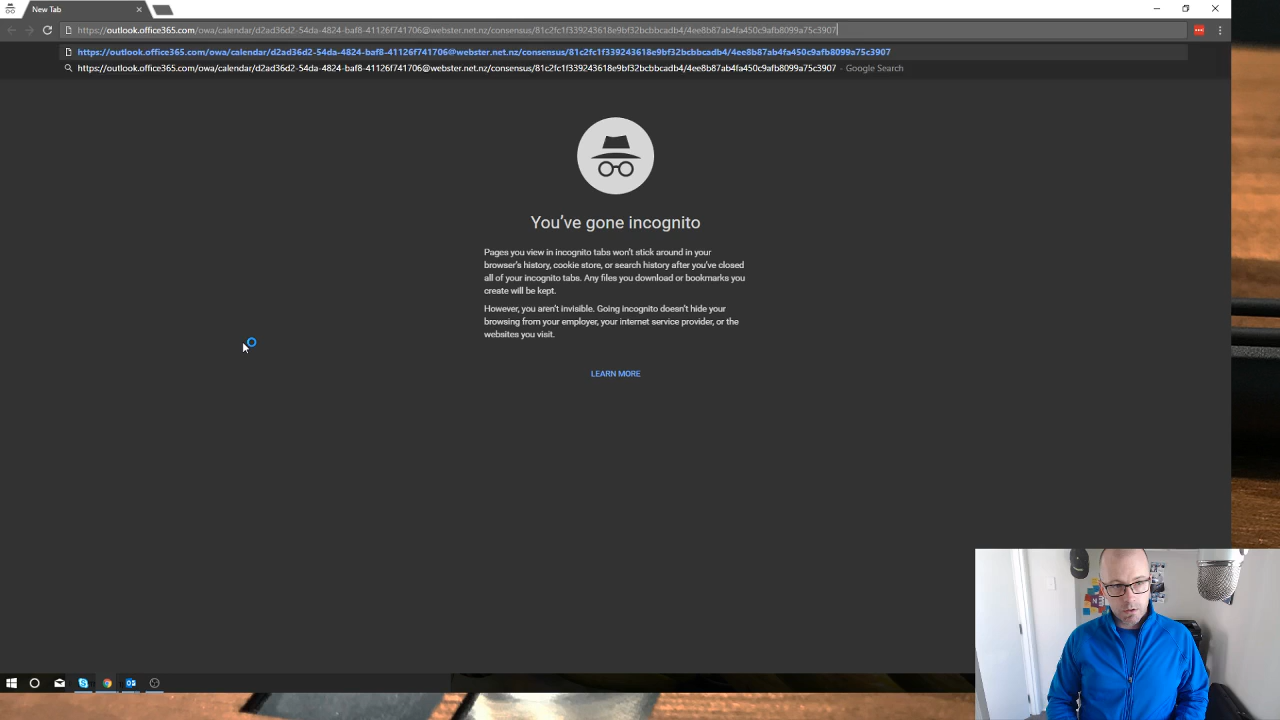 New Tab
https://outlook.office365.com/owa/calendar/d2ad36d2-54da-4824-baf8-41126f741706@webster.net.nz/consensus/81c2fc1f339243618e9bf32bcbbcadb4/4ee8b87ab4fa450c9afb8099a75c3907
https://outlook.office365.com/owa/calendar/d2ad36d2-54da-4824-baf8-41126f741706@webster.net.nz/consensus/81c2fc1f339243618e9bf32bcbbcadb4/4ee8b87ab4fa450c9afb8099a75c3907
https://outlook.office365.com/owa/calendar/d2ad36d2-54da-4824-baf8-41126f741706@webster.net.nz/consensus/81c2fc1f339243618e9bf32bcbbcadb4/4ee8b87ab4fa450c9afb8099a75c3907 - Google Search
You've gone incognito
Pages you view in incognito tabs won't stick around in your
browser's history, cookie store, or search history after you've closed
all of your incognito tabs. Any files you download or bookmarks you
create will be kept.
However, you aren't invisible. Going incognito doesn't hide your
browsing from your employer, your internet service provider, or the
websites you visit.
LEARN MORE